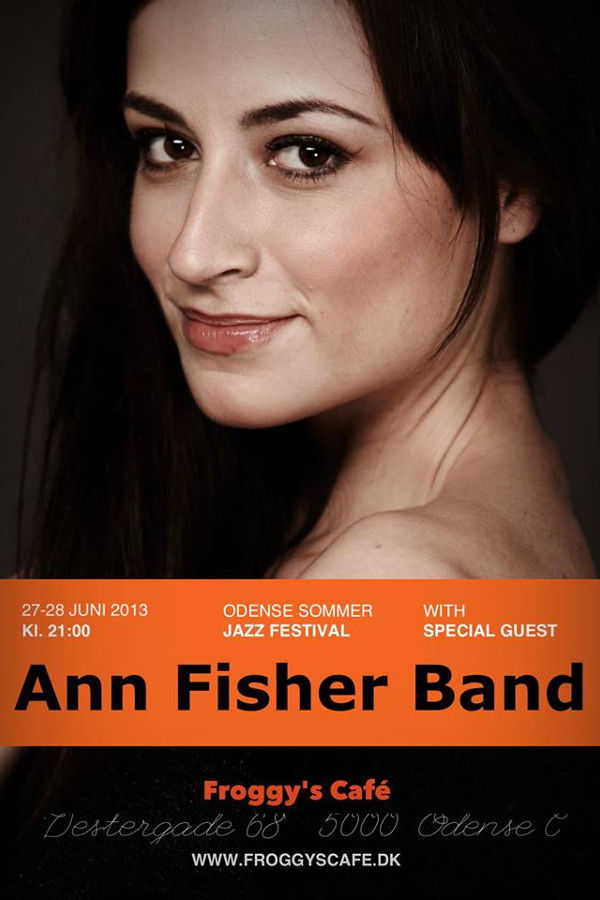 27-28 JUNI 2013
Kl. 21:00
ODENSE SOMMER
JAZZ FESTIVAL
WITH
SPECIAL GUEST
Ann Fisher Band
Froggy's Café
Vestergade 68 5000 Odense C
WWW.FROGGYSCAFE.DK